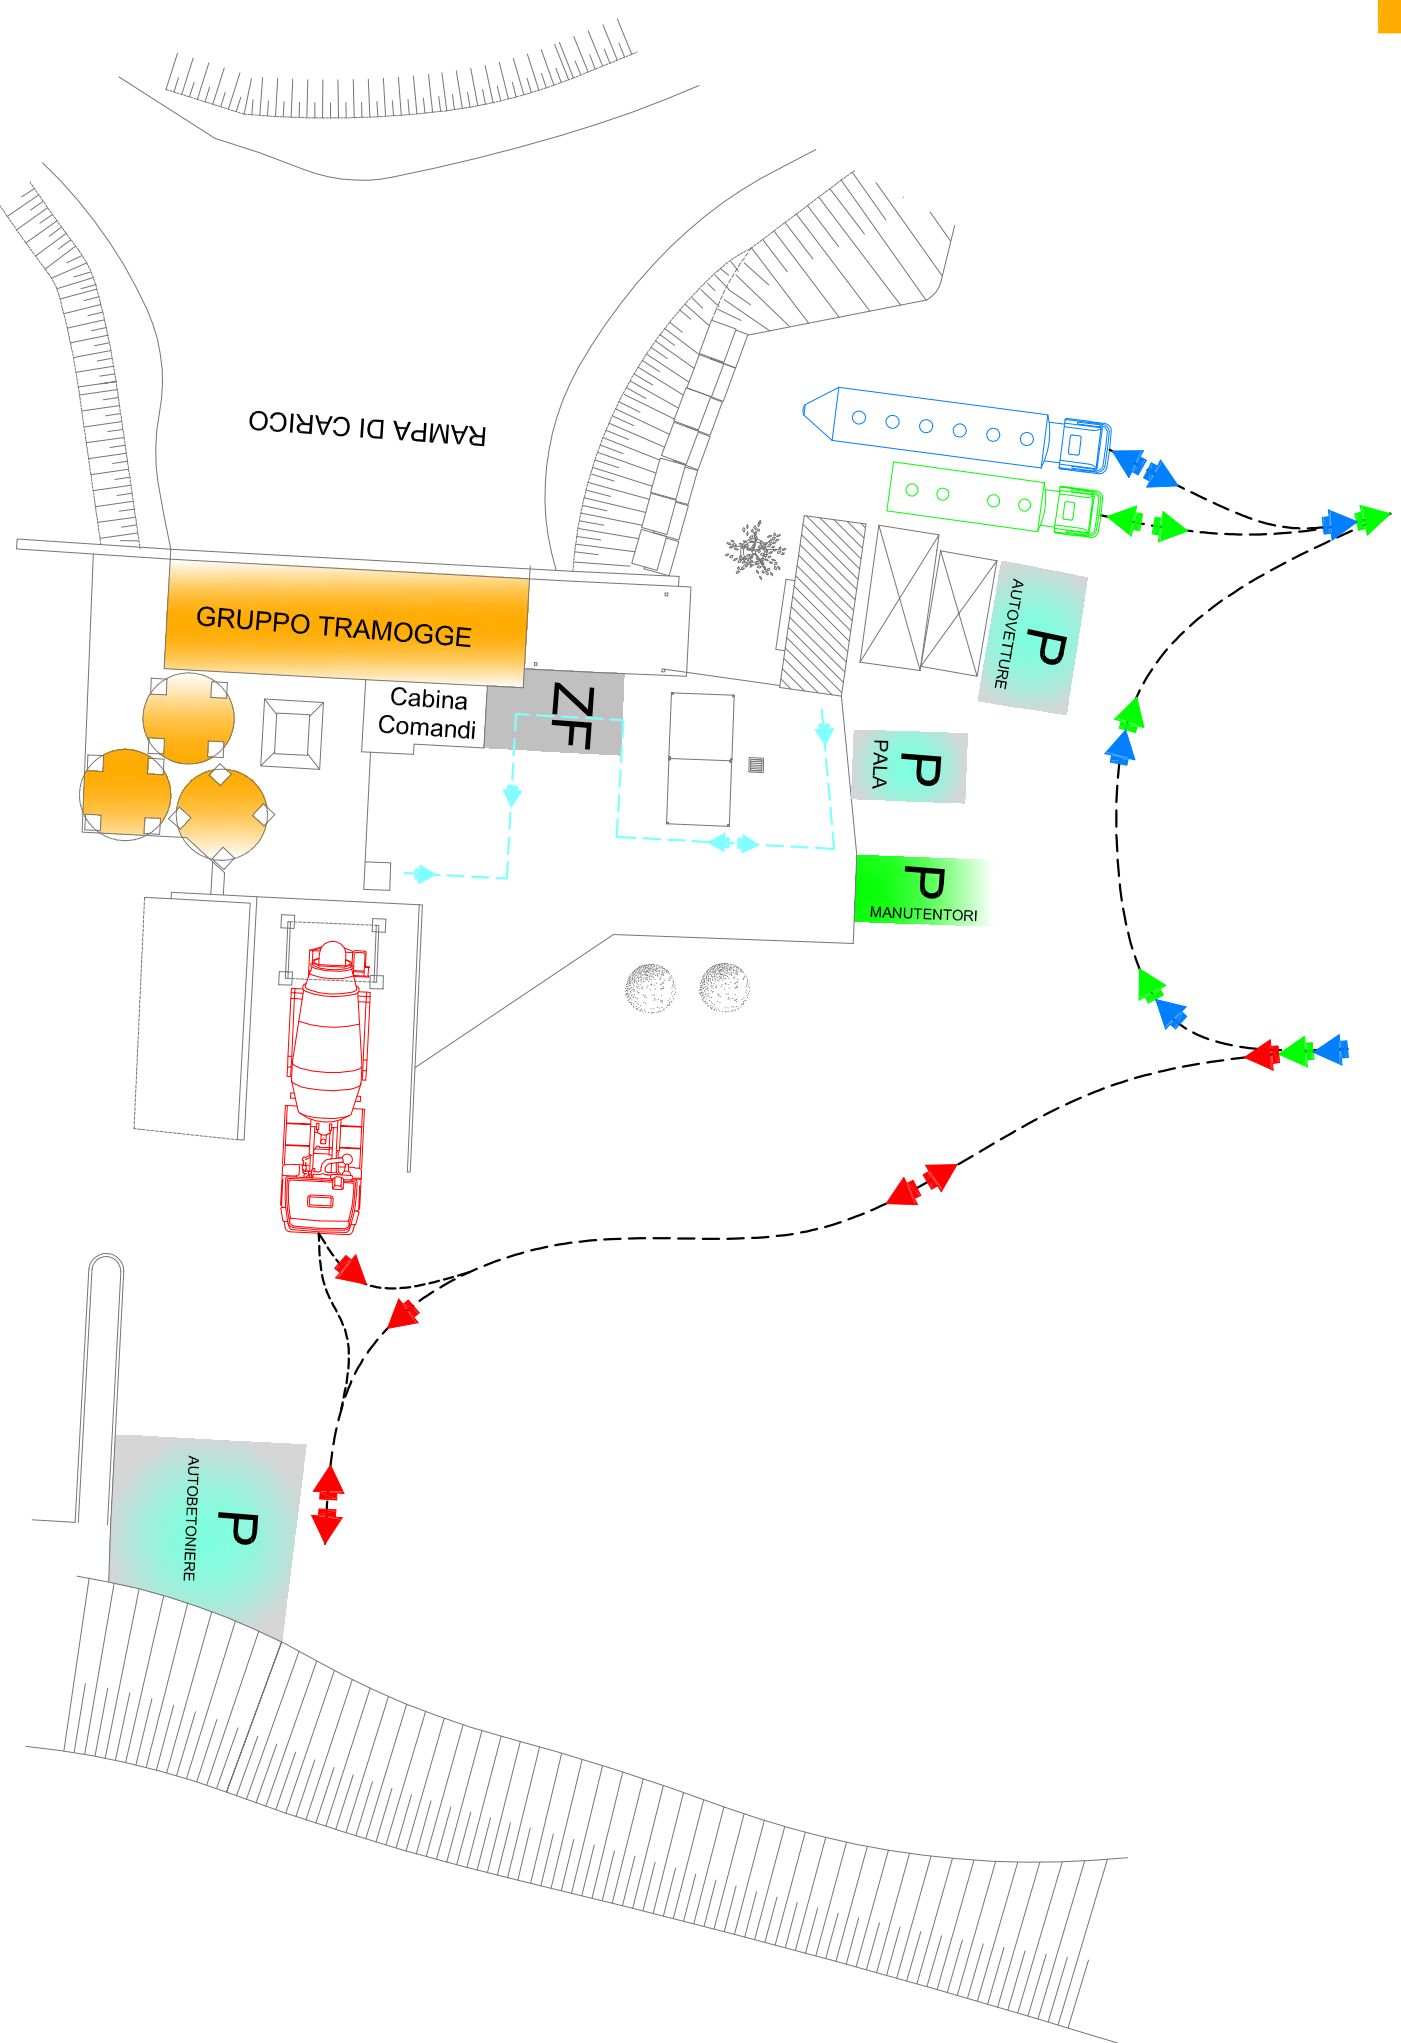 RAMPA DI CARICO
GRUPPO TRAMOGGE
Cabina
Comandi
ZF
P
AUTOVETTURE
P
PALA
P
MANUTENTORI
P
AUTOBETONIERE